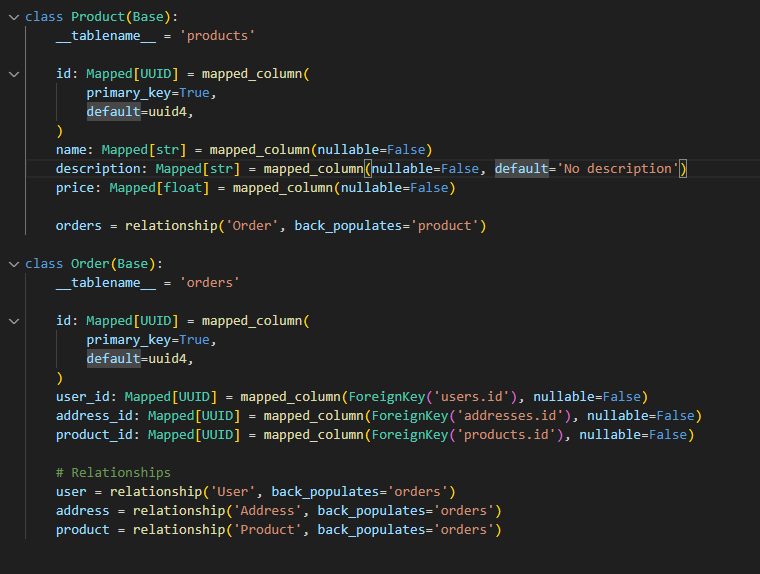 class Product(Base):
    __tablename__ = 'products'

    id: Mapped[UUID] = mapped_column(
        primary_key=True,
        default=uuid4,
    )
    name: Mapped[str] = mapped_column(nullable=False)
    description: Mapped[str] = mapped_column(nullable=False, default='No description')
    price: Mapped[float] = mapped_column(nullable=False)

    orders = relationship('Order', back_populates='product')

class Order(Base):
    __tablename__ = 'orders'

    id: Mapped[UUID] = mapped_column(
        primary_key=True,
        default=uuid4,
    )
    user_id: Mapped[UUID] = mapped_column(ForeignKey('users.id'), nullable=False)
    address_id: Mapped[UUID] = mapped_column(ForeignKey('addresses.id'), nullable=False)
    product_id: Mapped[UUID] = mapped_column(ForeignKey('products.id'), nullable=False)

    # Relationships
    user = relationship('User', back_populates='orders')
    address = relationship('Address', back_populates='orders')
    product = relationship('Product', back_populates='orders')